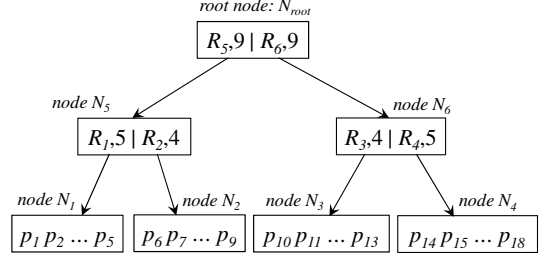 root node: N_root
R_5,9 | R_6,9
node N_5
node N_6
R_1,5 | R_2,4
R_3,4 | R_4,5
node N_1
node N_2
node N_3
node N_4
p_1 p_2 ... p_5
p_6 p_7 ... p_9
p_10 p_11 ... p_13
p_14 p_15 ... p_18